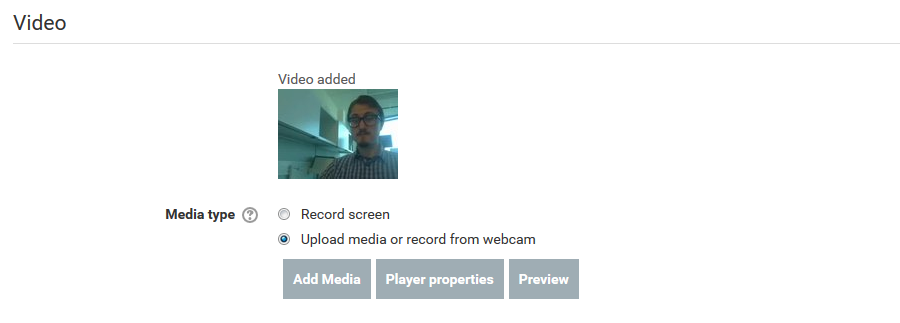 Video
Video added
Media type ?
Record screen
Upload media or record from webcam
Add Media Player properties Preview